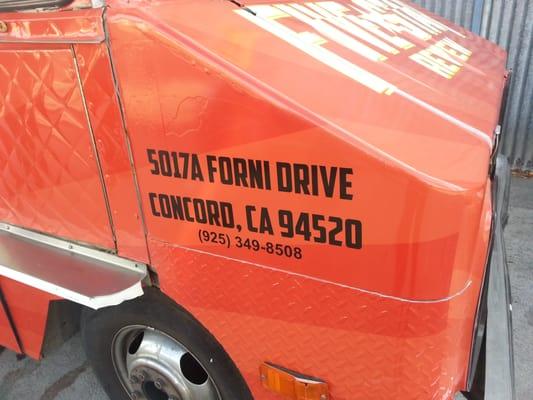 5017A FORNI DRIVE
CONCORD, CA 94520
(925) 349-8508